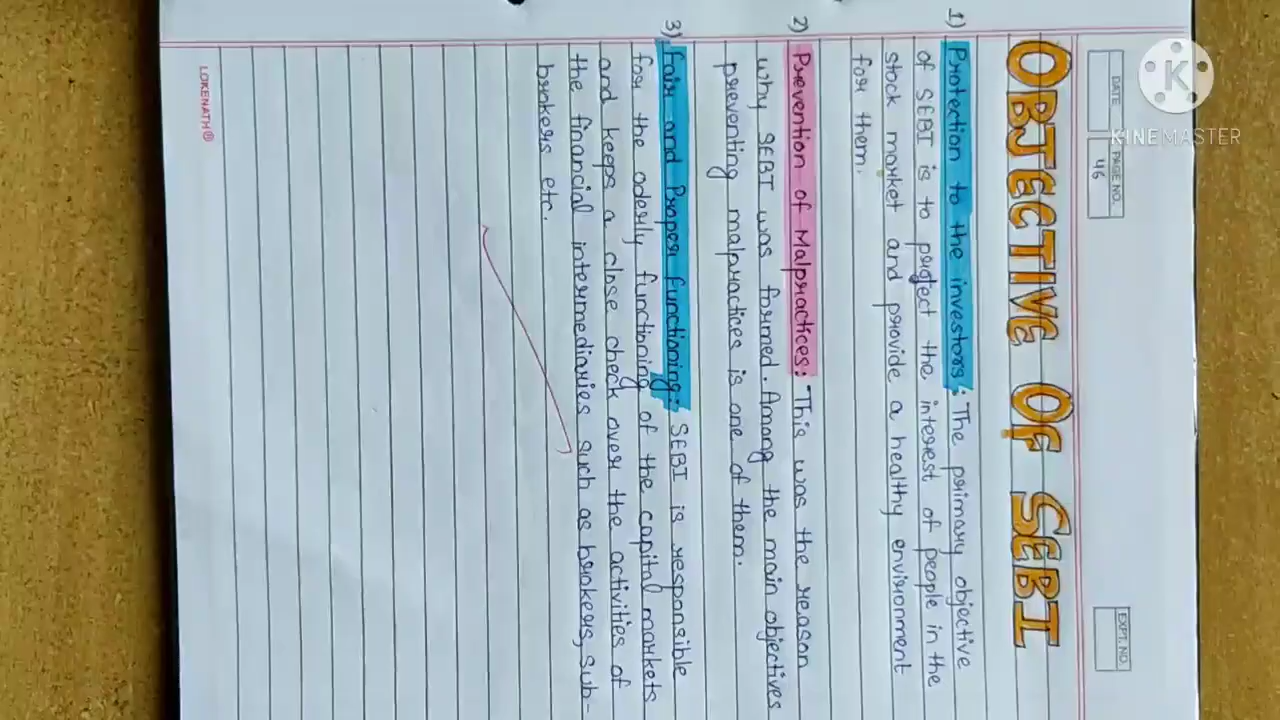 DATE
PAGE NO.
46
EXPT. NO.
OBJECTIVE OF SEBI
1) Protection to the investors: The primary objective
of SEBI is to protect the interest of people in the
stock market and provide a healthy environment
for them.
2) Prevention of Malpractices: This was the reason
why SEBI was formed. Among the main objectives
preventing malpractices is one of them.
3) Fair and Proper Functioning: SEBI is responsible
for the oderly functioning of the capital markets
and keeps a close check over the activities of
the financial intermediaries such as brokers, sub-
brokers etc.
LOKENATH®
KINEMASTER